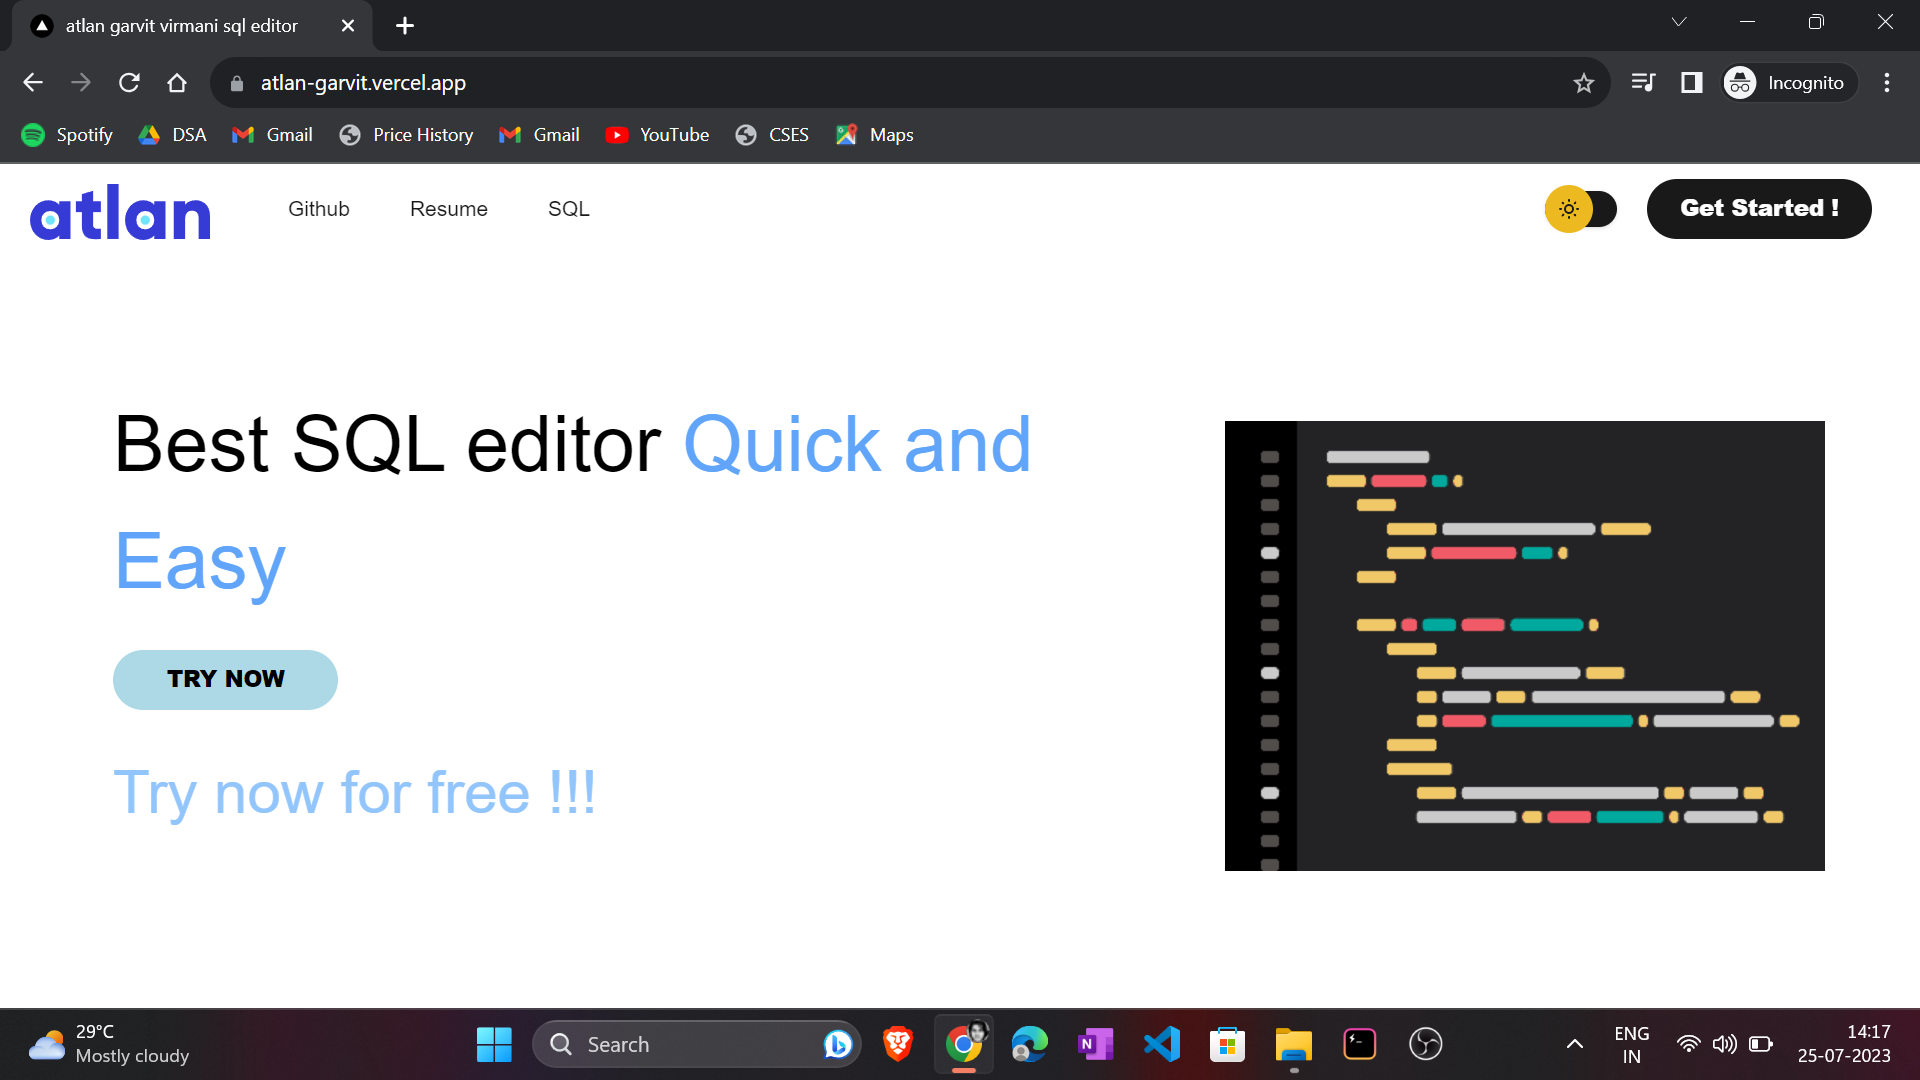 atlan garvit virmani sql editor
atlan-garvit.vercel.app
Incognito
Spotify DSA Gmail Price History Gmail YouTube CSES Maps
atlan Github Resume SQL Get Started !
Best SQL editor Quick and
Easy
TRY NOW
Try now for free !!!
29°C
Mostly cloudy
Search
ENG
IN
14:17
25-07-2023